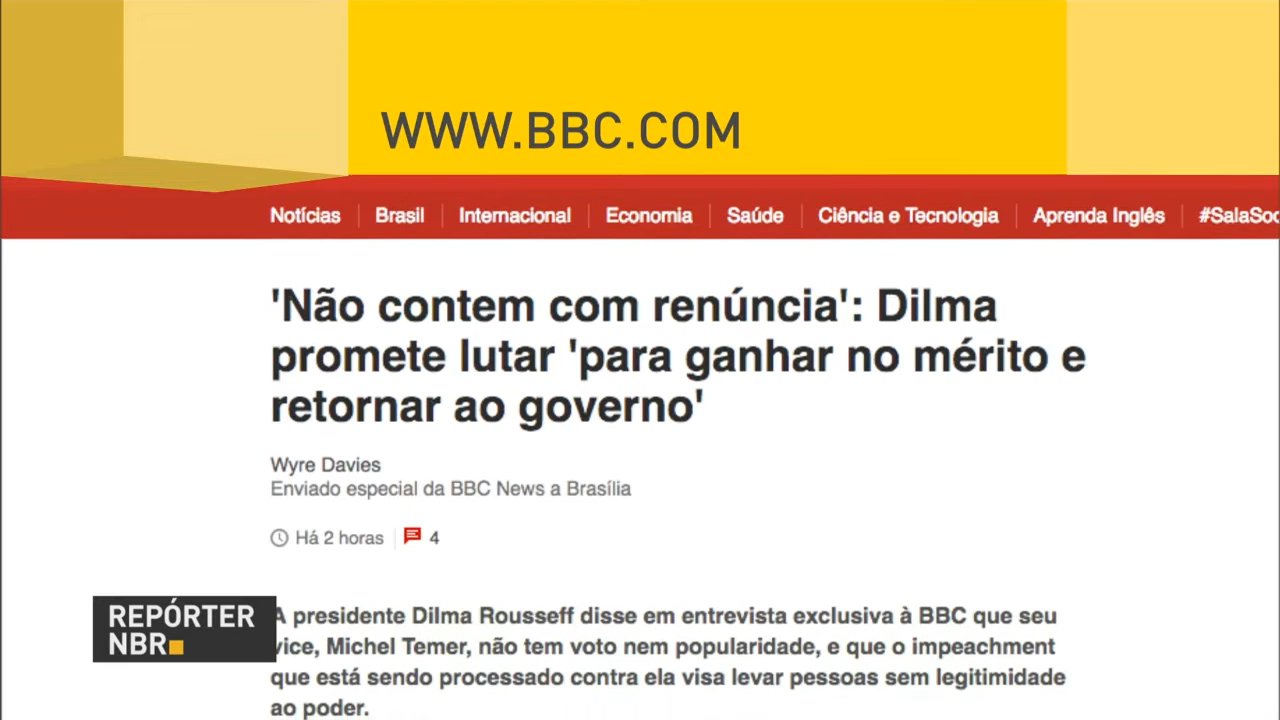 WWW.BBC.COM
Notícias Brasil Internacional Economia Saúde Ciência e Tecnologia Aprenda Inglês
'Não contem com renúncia': Dilma
promete lutar 'para ganhar no mérito e
retornar ao governo'
Wyre Davies
Enviado especial da BBC News a Brasília
Há 2 horas 4
A presidente Dilma Rousseff disse em entrevista exclusiva à BBC que seu
vice, Michel Temer, não tem voto nem popularidade, e que o impeachment
que está sendo processado contra ela visa levar pessoas sem legitimidade
ao poder.
REPÓRTER
NBR